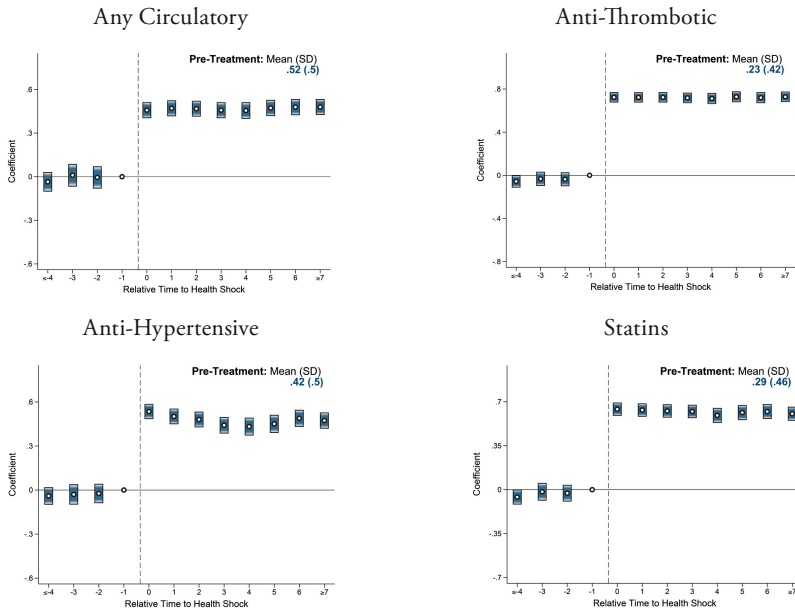 Any Circulatory
Pre-Treatment: Mean (SD)
.52 (.5)
.6
.3
0
-.3
-.6
Coefficient
≤-4 -3 -2 -1 0 1 2 3 4 5 6 ≥7
Relative Time to Health Shock
Anti-Thrombotic
Pre-Treatment: Mean (SD)
.23 (.42)
.8
.4
0
-.4
-.8
Coefficient
≤-4 -3 -2 -1 0 1 2 3 4 5 6 ≥7
Relative Time to Health Shock
Anti-Hypertensive
Pre-Treatment: Mean (SD)
.42 (.5)
.6
.3
0
-.3
-.6
Coefficient
≤-4 -3 -2 -1 0 1 2 3 4 5 6 ≥7
Relative Time to Health Shock
Statins
Pre-Treatment: Mean (SD)
.29 (.46)
.7
.35
0
-.35
-.7
Coefficient
≤-4 -3 -2 -1 0 1 2 3 4 5 6 ≥7
Relative Time to Health Shock